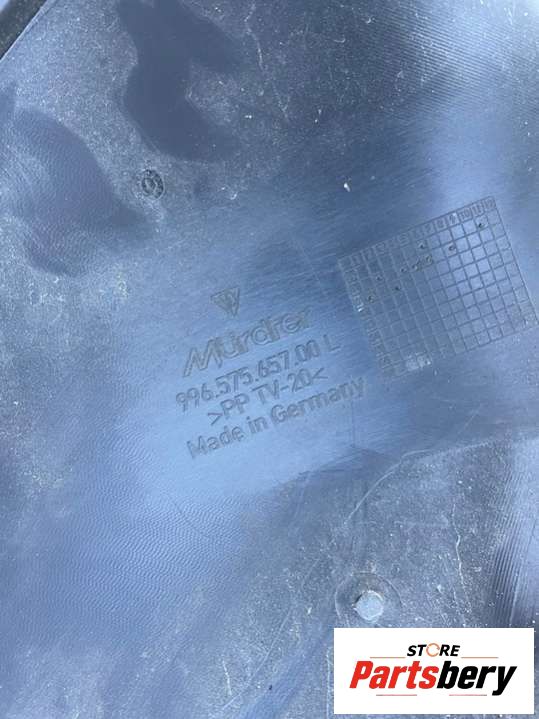 Mürdter
996.575.657.00 L
>PP TV-20<
Made in Germany
STORE
Partsbery